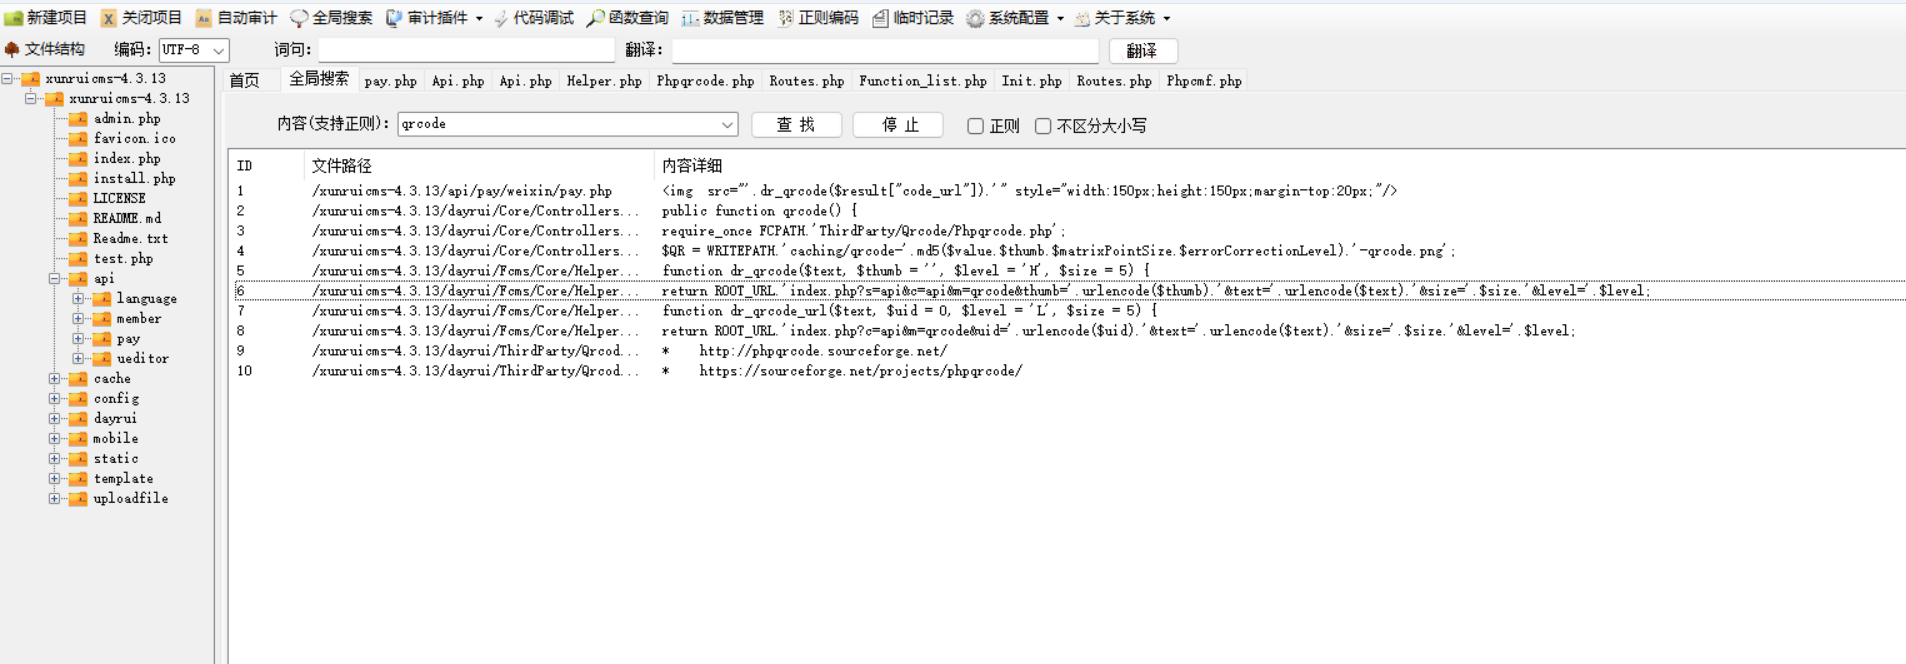 新建项目 关闭项目 自动审计 全局搜索 审计插件 代码调试 函数查询 数据管理 正则编码 临时记录 系统配置 关于系统
文件结构 编码: UTF-8 词句: 翻译: 翻译
首页 全局搜索 pay.php Api.php Api.php Helper.php Phpqrcode.php Routes.php Function_list.php Init.php Routes.php Phpcmf.php
内容(支持正则): qrcode 查 找 停 止 正则 不区分大小写
xunruicms-4.3.13
xunruicms-4.3.13
admin.php
favicon.ico
index.php
install.php
LICENSE
README.md
Readme.txt
test.php
api
language
member
pay
ueditor
cache
config
dayrui
mobile
static
template
uploadfile
ID 文件路径 内容详细
1 /xunruicms-4.3.13/api/pay/weixin/pay.php <img src="'.dr_qrcode($result["code_url"]).'" style="width:150px;height:150px;margin-top:20px;"/>
2 /xunruicms-4.3.13/dayrui/Core/Controllers... public function qrcode() {
3 /xunruicms-4.3.13/dayrui/Core/Controllers... require_once FCPATH.'ThirdParty/Qrcode/Phpqrcode.php';
4 /xunruicms-4.3.13/dayrui/Core/Controllers... $QR = WRITEPATH.'caching/qrcode-'.md5($value.$thumb.$matrixPointSize.$errorCorrectionLevel).'-qrcode.png';
5 /xunruicms-4.3.13/dayrui/Fcms/Core/Helper... function dr_qrcode($text, $thumb = '', $level = 'H', $size = 5) {
6 /xunruicms-4.3.13/dayrui/Fcms/Core/Helper... return ROOT_URL.'index.php?s=api&c=api&m=qrcode&thumb='.urlencode($thumb).'&text='.urlencode($text).'&size='.$size.'&level='.$level;
7 /xunruicms-4.3.13/dayrui/Fcms/Core/Helper... function dr_qrcode_url($text, $uid = 0, $level = 'L', $size = 5) {
8 /xunruicms-4.3.13/dayrui/Fcms/Core/Helper... return ROOT_URL.'index.php?c=api&m=qrcode&uid='.urlencode($uid).'&text='.urlencode($text).'&size='.$size.'&level='.$level;
9 /xunruicms-4.3.13/dayrui/ThirdParty/Qrcod... * http://phpqrcode.sourceforge.net/
10 /xunruicms-4.3.13/dayrui/ThirdParty/Qrcod... * https://sourceforge.net/projects/phpqrcode/